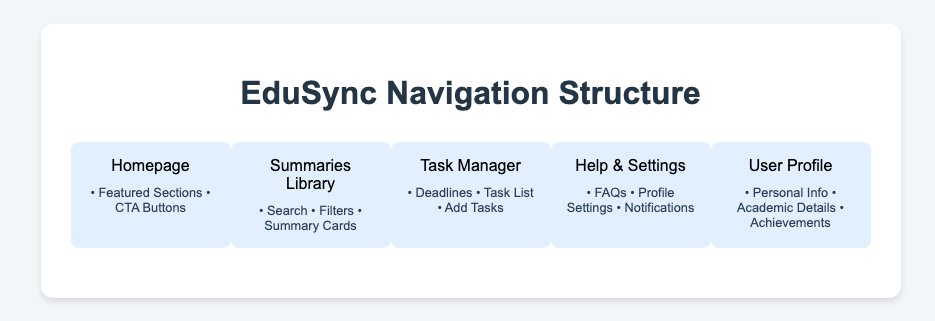 EduSync Navigation Structure
Homepage
• Featured Sections •
CTA Buttons
Summaries
Library
• Search • Filters •
Summary Cards
Task Manager
• Deadlines • Task List
• Add Tasks
Help & Settings
• FAQs • Profile
Settings • Notifications
User Profile
• Personal Info •
Academic Details •
Achievements